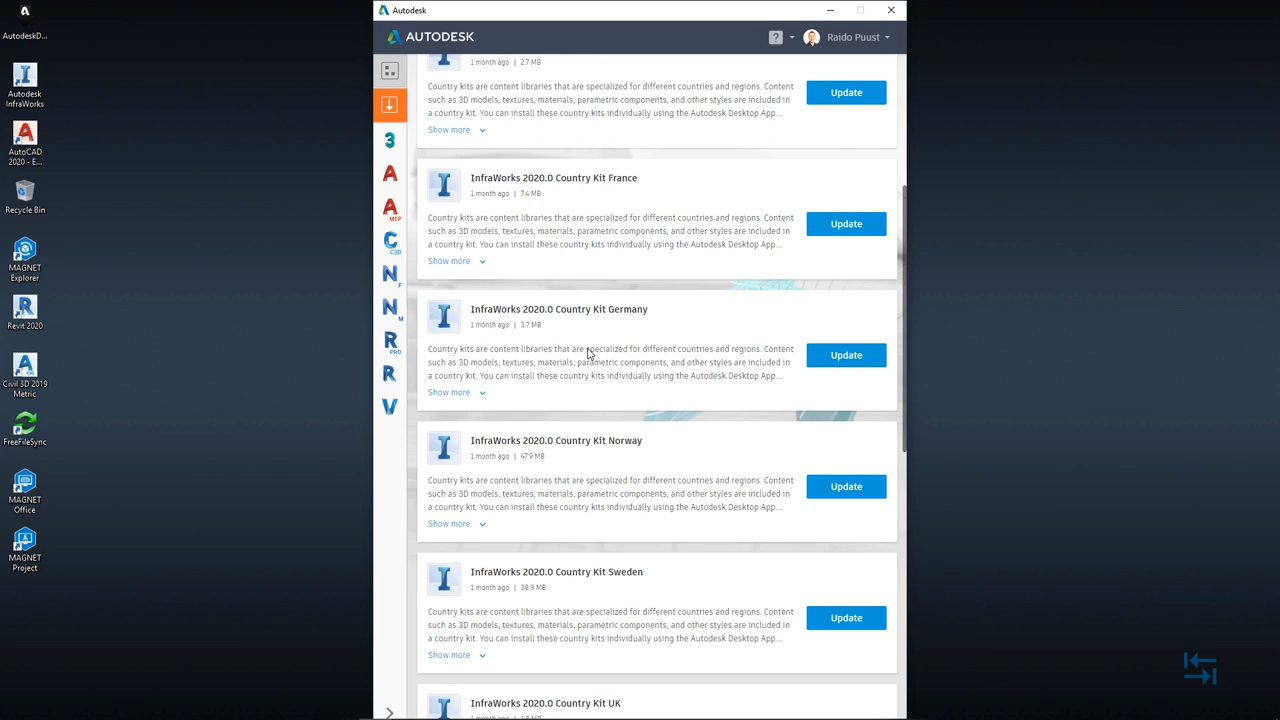 Autodesk
AUTODESK
?
Raido Puust
AutodeskD...
Autodesk
InfraWorks
AutoCAD
2020 - E...
Recycle Bin
MAGNET
Explorer
Revit 2020
Civil 3D 2019
Metric
FreeFileSync
MAGNET
Office
MAGNET
Project
3
A
A
MEP
C
C3D
N
F
N
M
R
PRO
R
V
1 month ago | 2.7 MB
Country kits are content libraries that are specialized for different countries and regions. Content
such as 3D models, textures, materials, parametric components, and other styles are included in
a country kit. You can install these country kits individually using the Autodesk Desktop App...
Update
Show more
InfraWorks 2020.0 Country Kit France
1 month ago | 7.4 MB
Country kits are content libraries that are specialized for different countries and regions. Content
such as 3D models, textures, materials, parametric components, and other styles are included in
a country kit. You can install these country kits individually using the Autodesk Desktop App...
Update
Show more
InfraWorks 2020.0 Country Kit Germany
1 month ago | 3.7 MB
Country kits are content libraries that are specialized for different countries and regions. Content
such as 3D models, textures, materials, parametric components, and other styles are included in
a country kit. You can install these country kits individually using the Autodesk Desktop App...
Update
Show more
InfraWorks 2020.0 Country Kit Norway
1 month ago | 47.9 MB
Country kits are content libraries that are specialized for different countries and regions. Content
such as 3D models, textures, materials, parametric components, and other styles are included in
a country kit. You can install these country kits individually using the Autodesk Desktop App...
Update
Show more
InfraWorks 2020.0 Country Kit Sweden
1 month ago | 38.9 MB
Country kits are content libraries that are specialized for different countries and regions. Content
such as 3D models, textures, materials, parametric components, and other styles are included in
a country kit. You can install these country kits individually using the Autodesk Desktop App...
Update
Show more
InfraWorks 2020.0 Country Kit UK